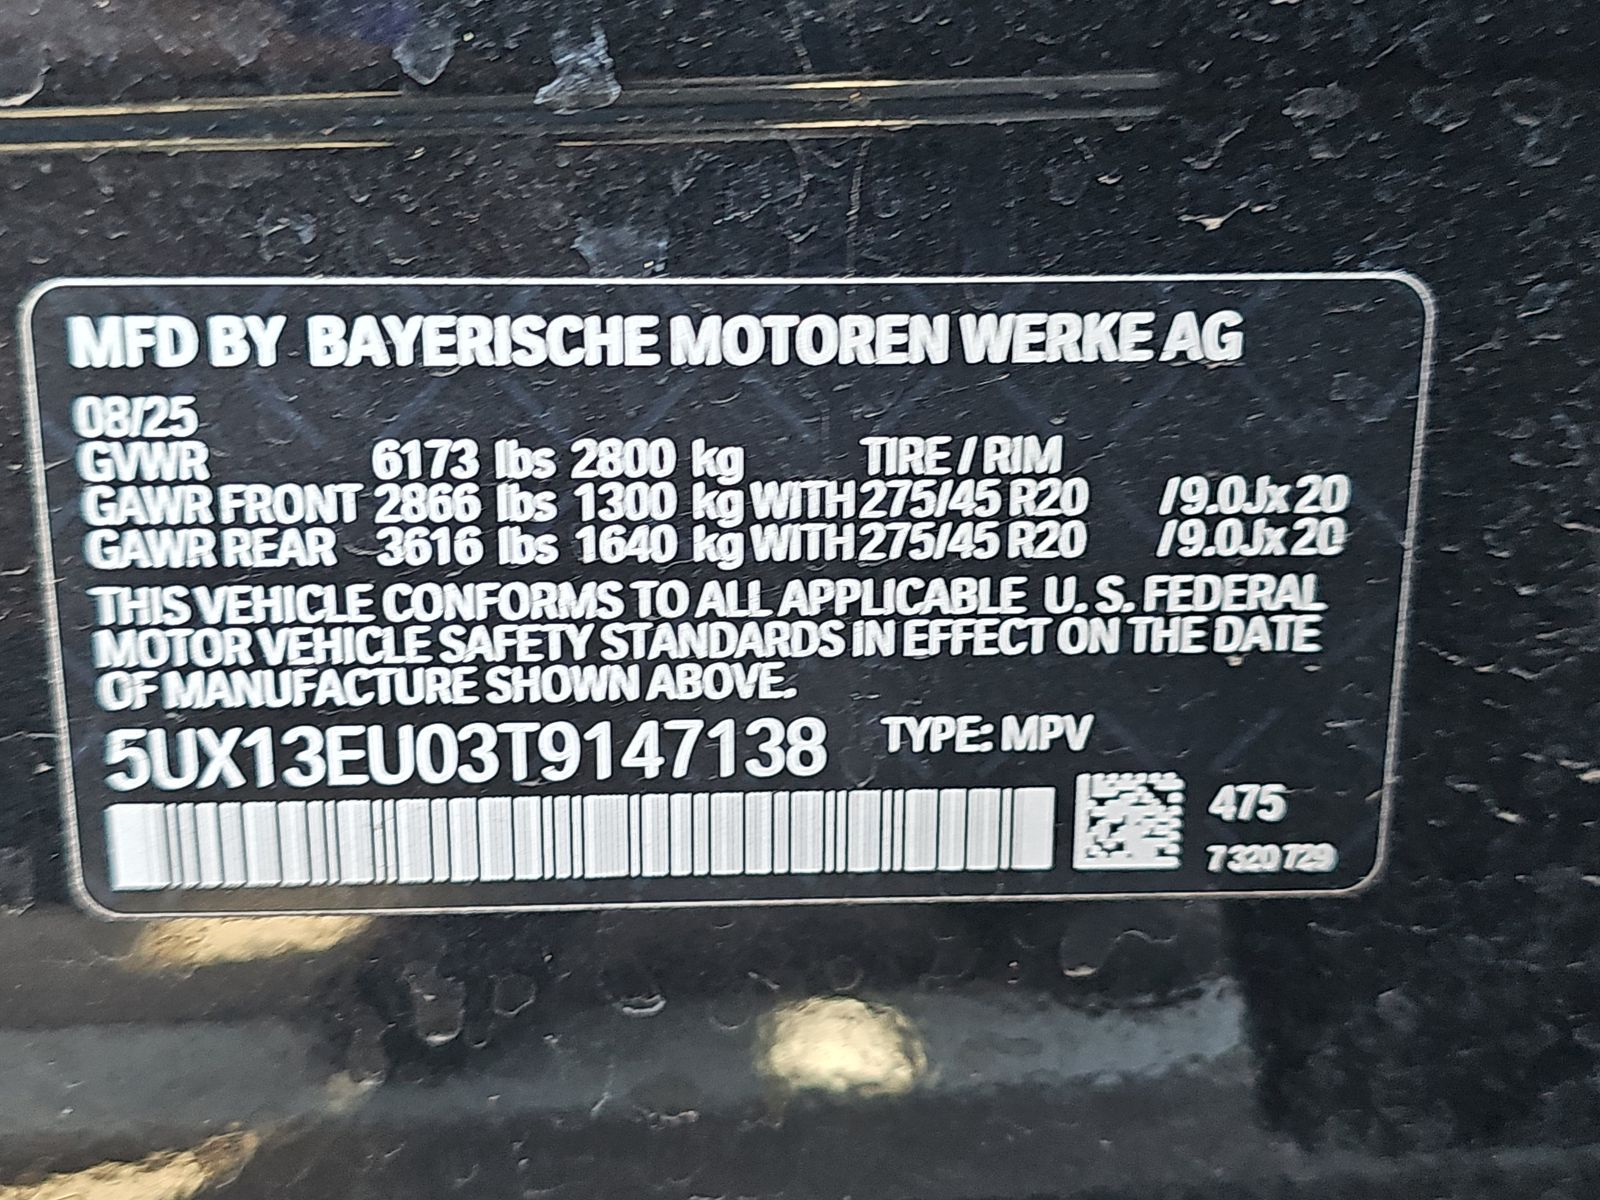 MFD BY BAYERISCHE MOTOREN WERKE AG
08/25
GVWR 6173 lbs 2800 kg TIRE / RIM
GAWR FRONT 2866 lbs 1300 kg WITH 275/45 R20 /9.0Jx20
GAWR REAR 3616 lbs 1640 kg WITH 275/45 R20 /9.0Jx20
THIS VEHICLE CONFORMS TO ALL APPLICABLE U. S. FEDERAL
MOTOR VEHICLE SAFETY STANDARDS IN EFFECT ON THE DATE
OF MANUFACTURE SHOWN ABOVE.
5UX13EU03T9147138 TYPE: MPV
475
7 320 729